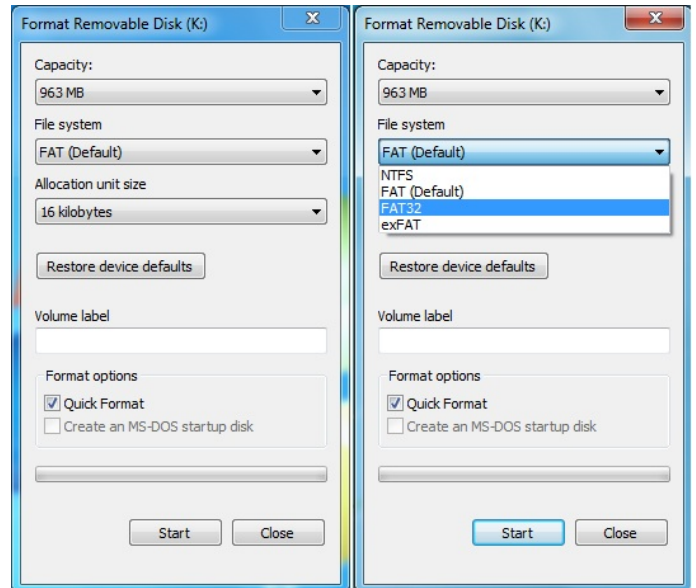 Format Removable Disk (K:)
Capacity:
963 MB
File system
FAT (Default)
Allocation unit size
16 kilobytes
Restore device defaults
Volume label
Format options
Quick Format
Create an MS-DOS startup disk
Start
Close
Format Removable Disk (K:)
Capacity:
963 MB
File system
FAT (Default)
NTFS
FAT (Default)
FAT32
exFAT
Restore device defaults
Volume label
Format options
Quick Format
Create an MS-DOS startup disk
Start
Close